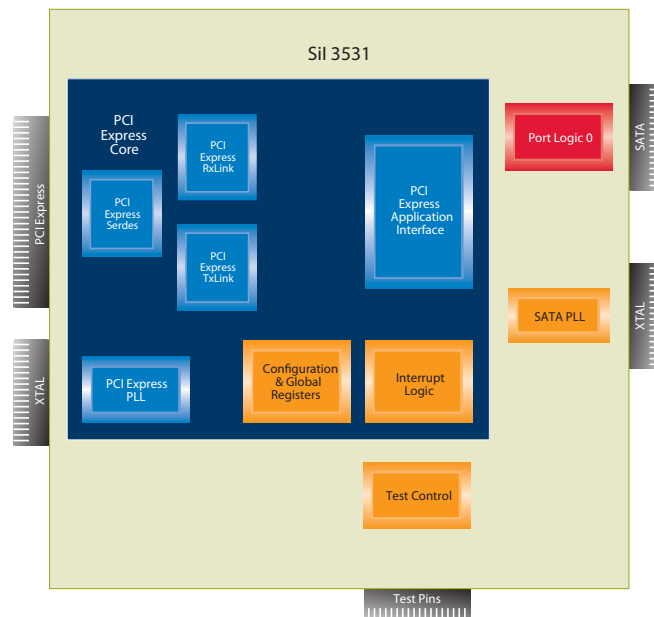 SiI 3531
PCI
Express
Core
PCI
Express
RxLink
PCI
Express
Serdes
PCI
Express
TxLink
PCI
Express
Application
Interface
PCI Express
PLL
Configuration
& Global
Registers
Interrupt
Logic
Port Logic 0
SATA PLL
Test Control
PCI Express
XTAL
SATA
XTAL
Test Pins